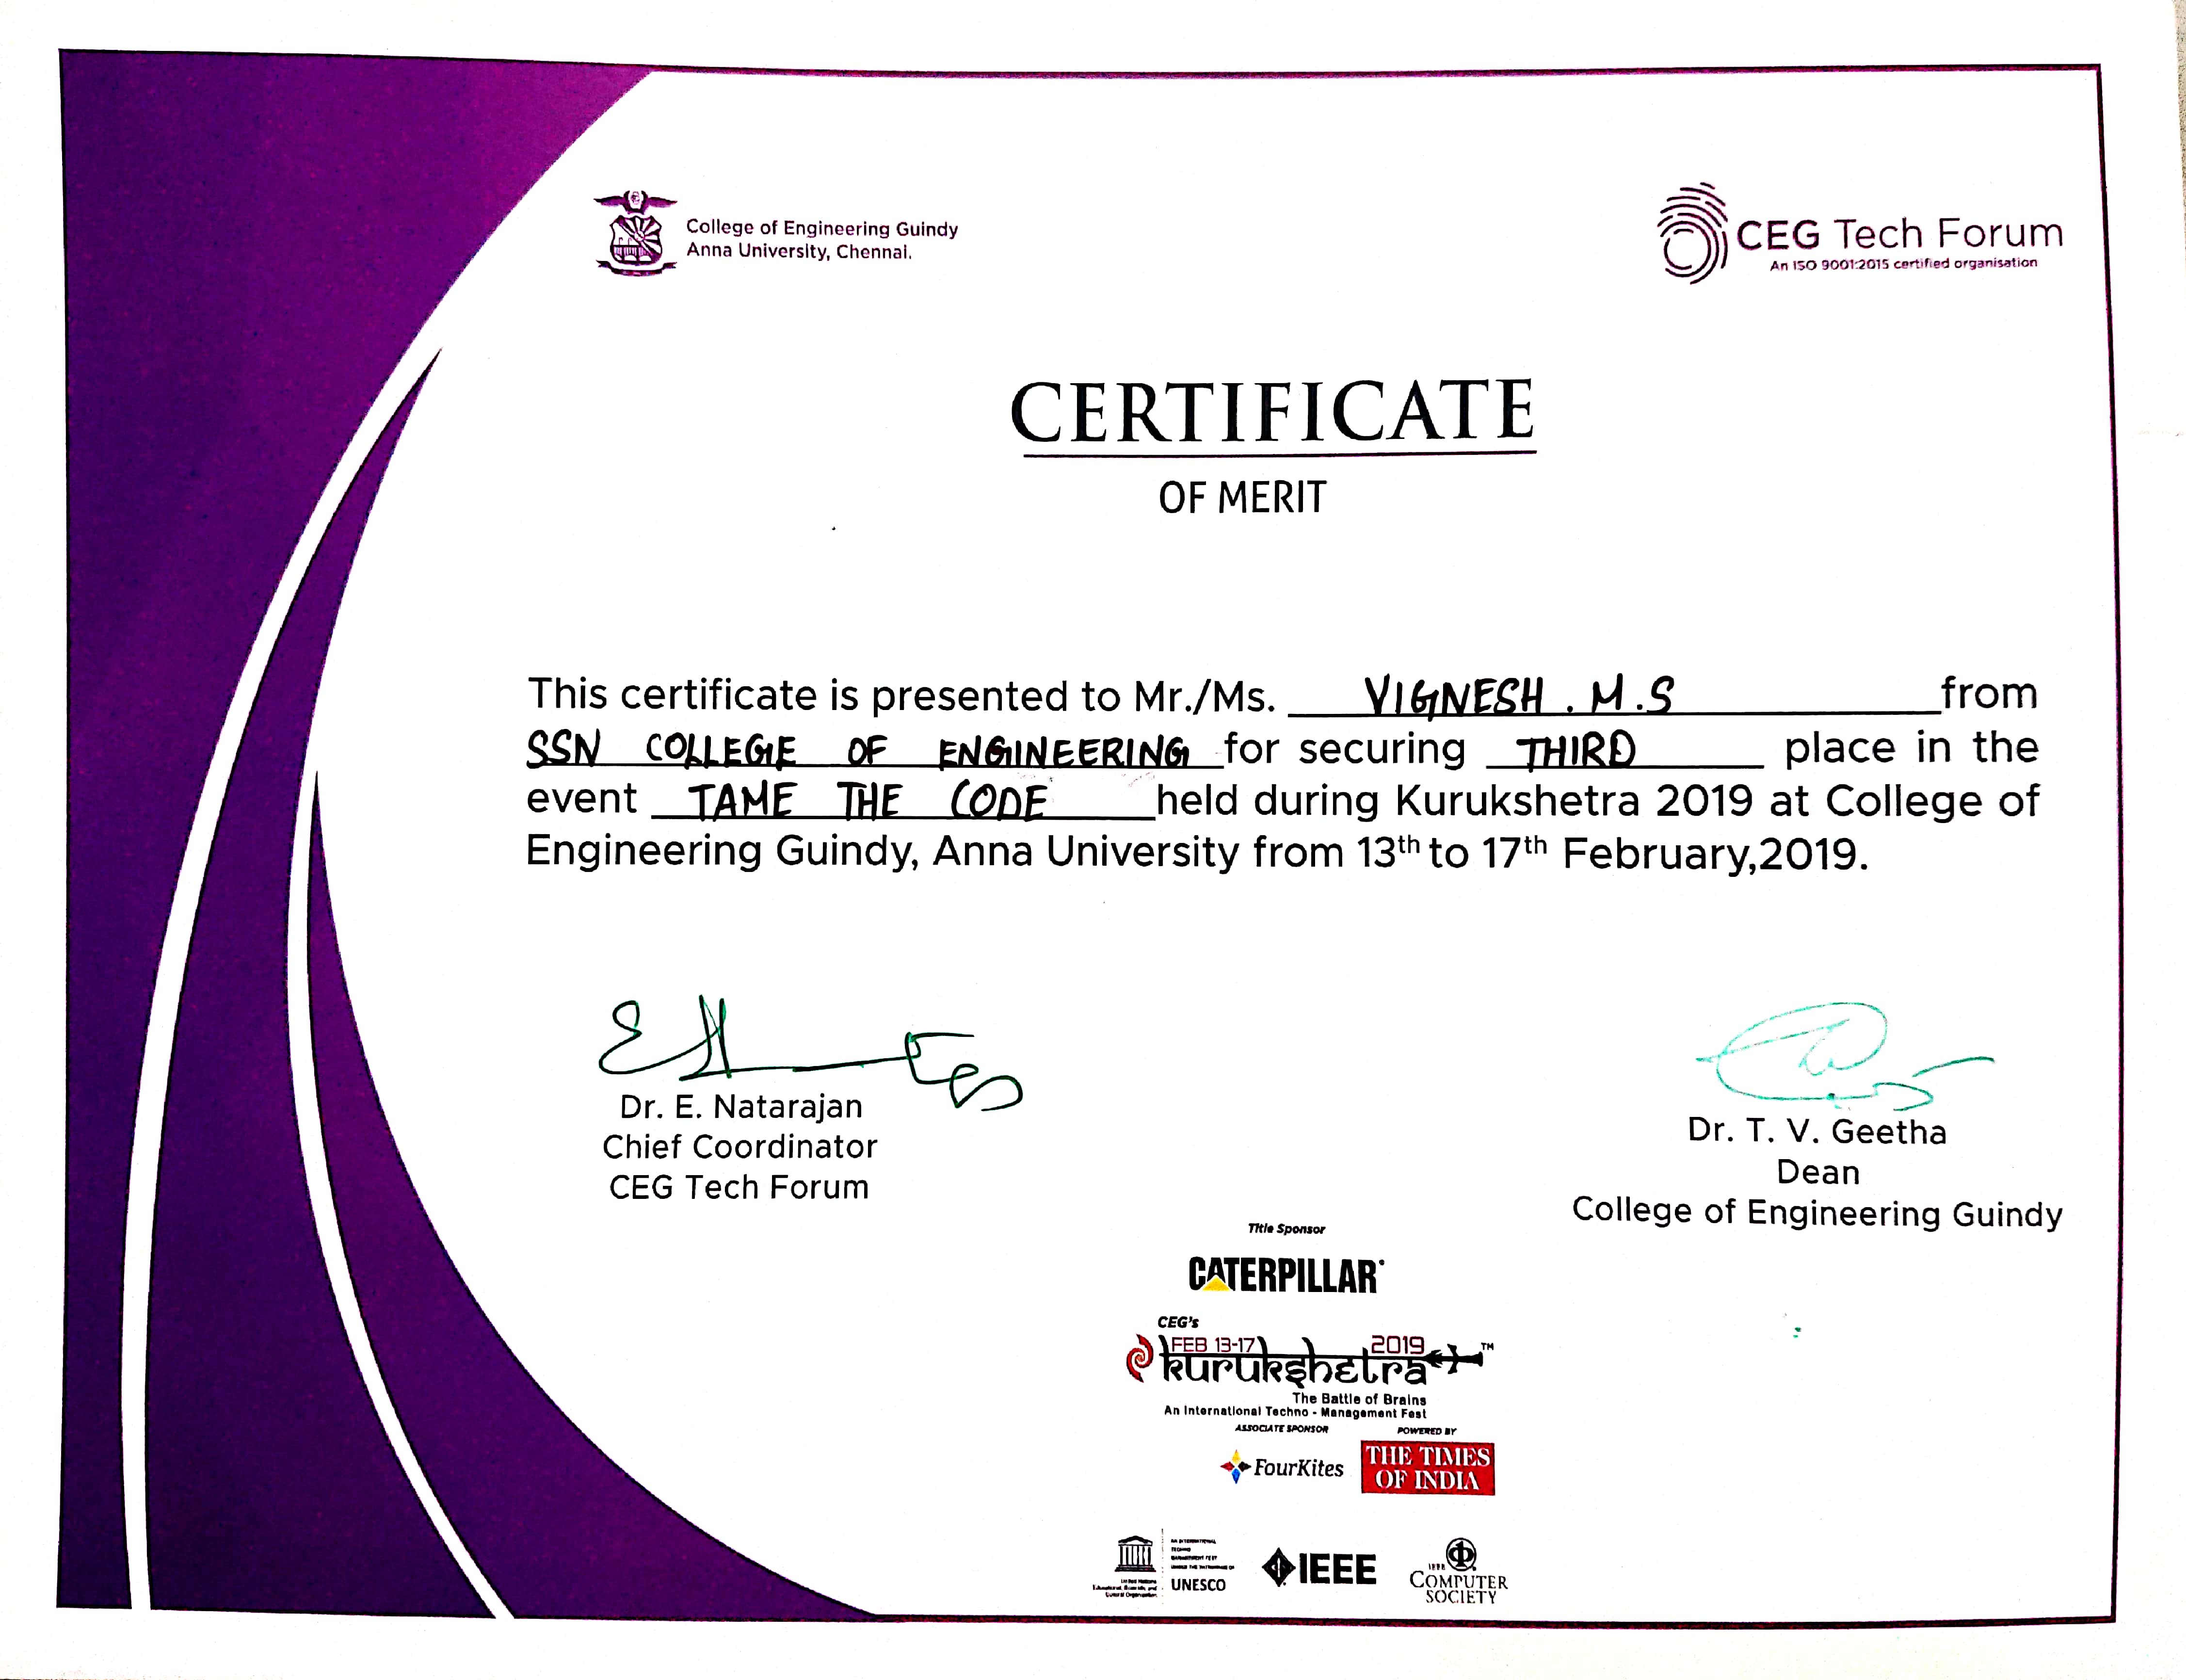 College of Engineering Guindy
Anna University, Chennai.
CEG Tech Forum
An ISO 9001:2015 certified organisation
CERTIFICATE
OF MERIT
This certificate is presented to Mr./Ms. VIGNESH . M.S from
SSN COLLEGE OF ENGINEERING for securing THIRD place in the
event TAME THE CODE held during Kurukshetra 2019 at College of
Engineering Guindy, Anna University from 13th to 17th February,2019.
Dr. E. Natarajan
Chief Coordinator
CEG Tech Forum
Dr. T. V. Geetha
Dean
College of Engineering Guindy
Title Sponsor
CATERPILLAR
CEG's
FEB 13-17 2019
kurukshetra TM
The Battle of Brains
An International Techno - Management Fest
ASSOCIATE SPONSOR
POWERED BY
FourKites
THE TIMES
OF INDIA
UNESCO
IEEE
IEEE
COMPUTER
SOCIETY